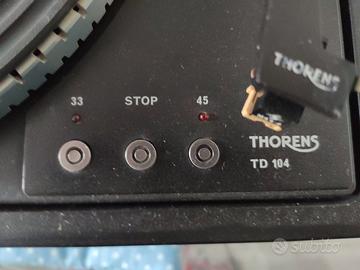 THORENS
33 STOP 45
THORENS
TD 104
subito